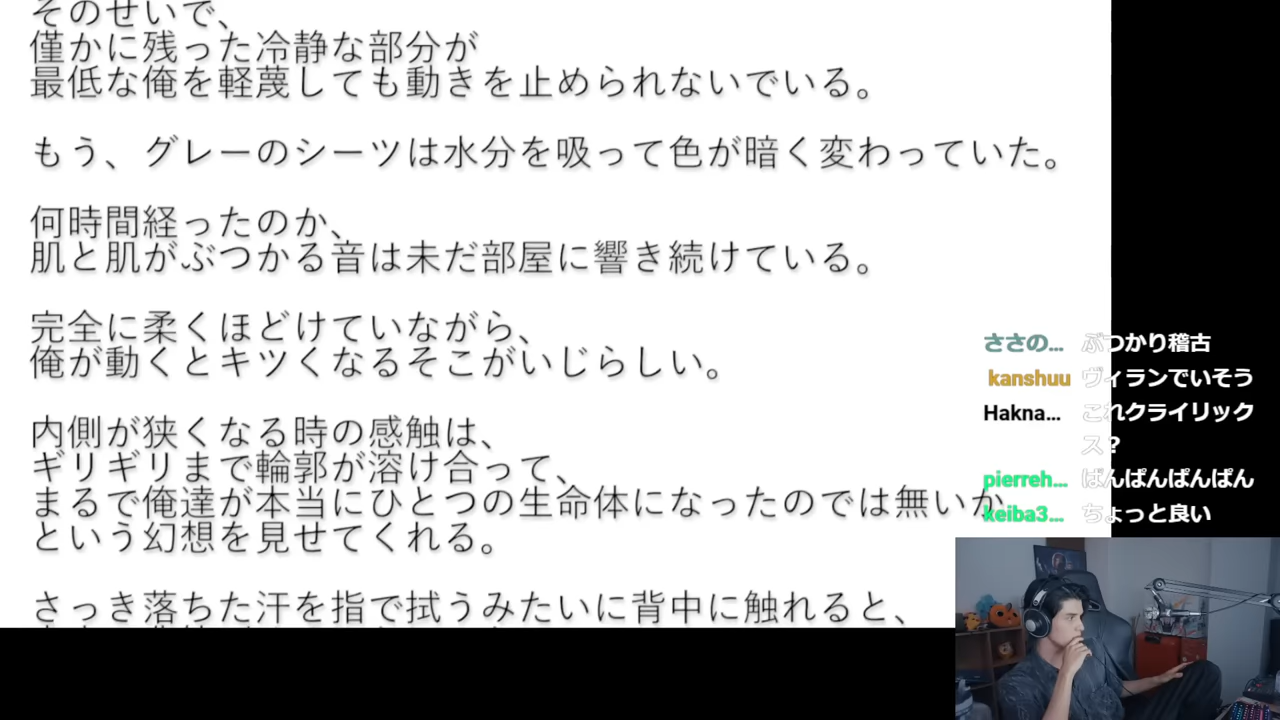 そのせいで、
僅かに残った冷静な部分が
最低な俺を軽蔑しても動きを止められないでいる。
もう、グレーのシーツは水分を吸って色が暗く変わっていた。
何時間経ったのか、
肌と肌がぶつかる音は未だ部屋に響き続けている。
完全に柔くほどけていながら、
俺が動くとキツくなるそこがいじらしい。
内側が狭くなる時の感触は、
ギリギリまで輪郭が溶け合って、
まるで俺達が本当にひとつの生命体になったのでは無いか
という幻想を見せてくれる。
さっき落ちた汗を指で拭うみたいに背中に触れると、
ささの... ぶつかり稽古
kanshuu ヴィランでいそう
Hakna... これクライリック
ス？
pierreh... ぱんぱんぱんぱん
keiba3... ちょっと良い